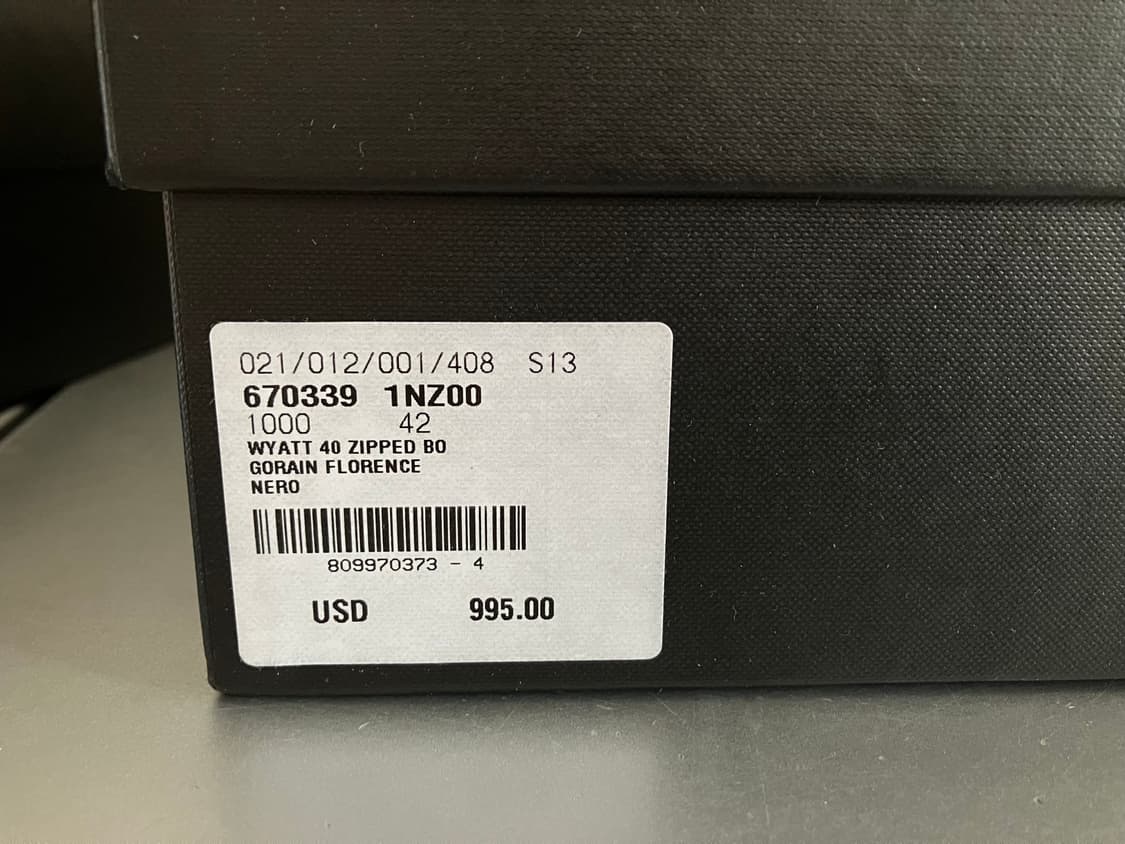 021/012/001/408 S13
670339 1NZ00
1000 42
WYATT 40 ZIPPED BO
GORAIN FLORENCE
NERO
809970373 - 4
USD 995.00